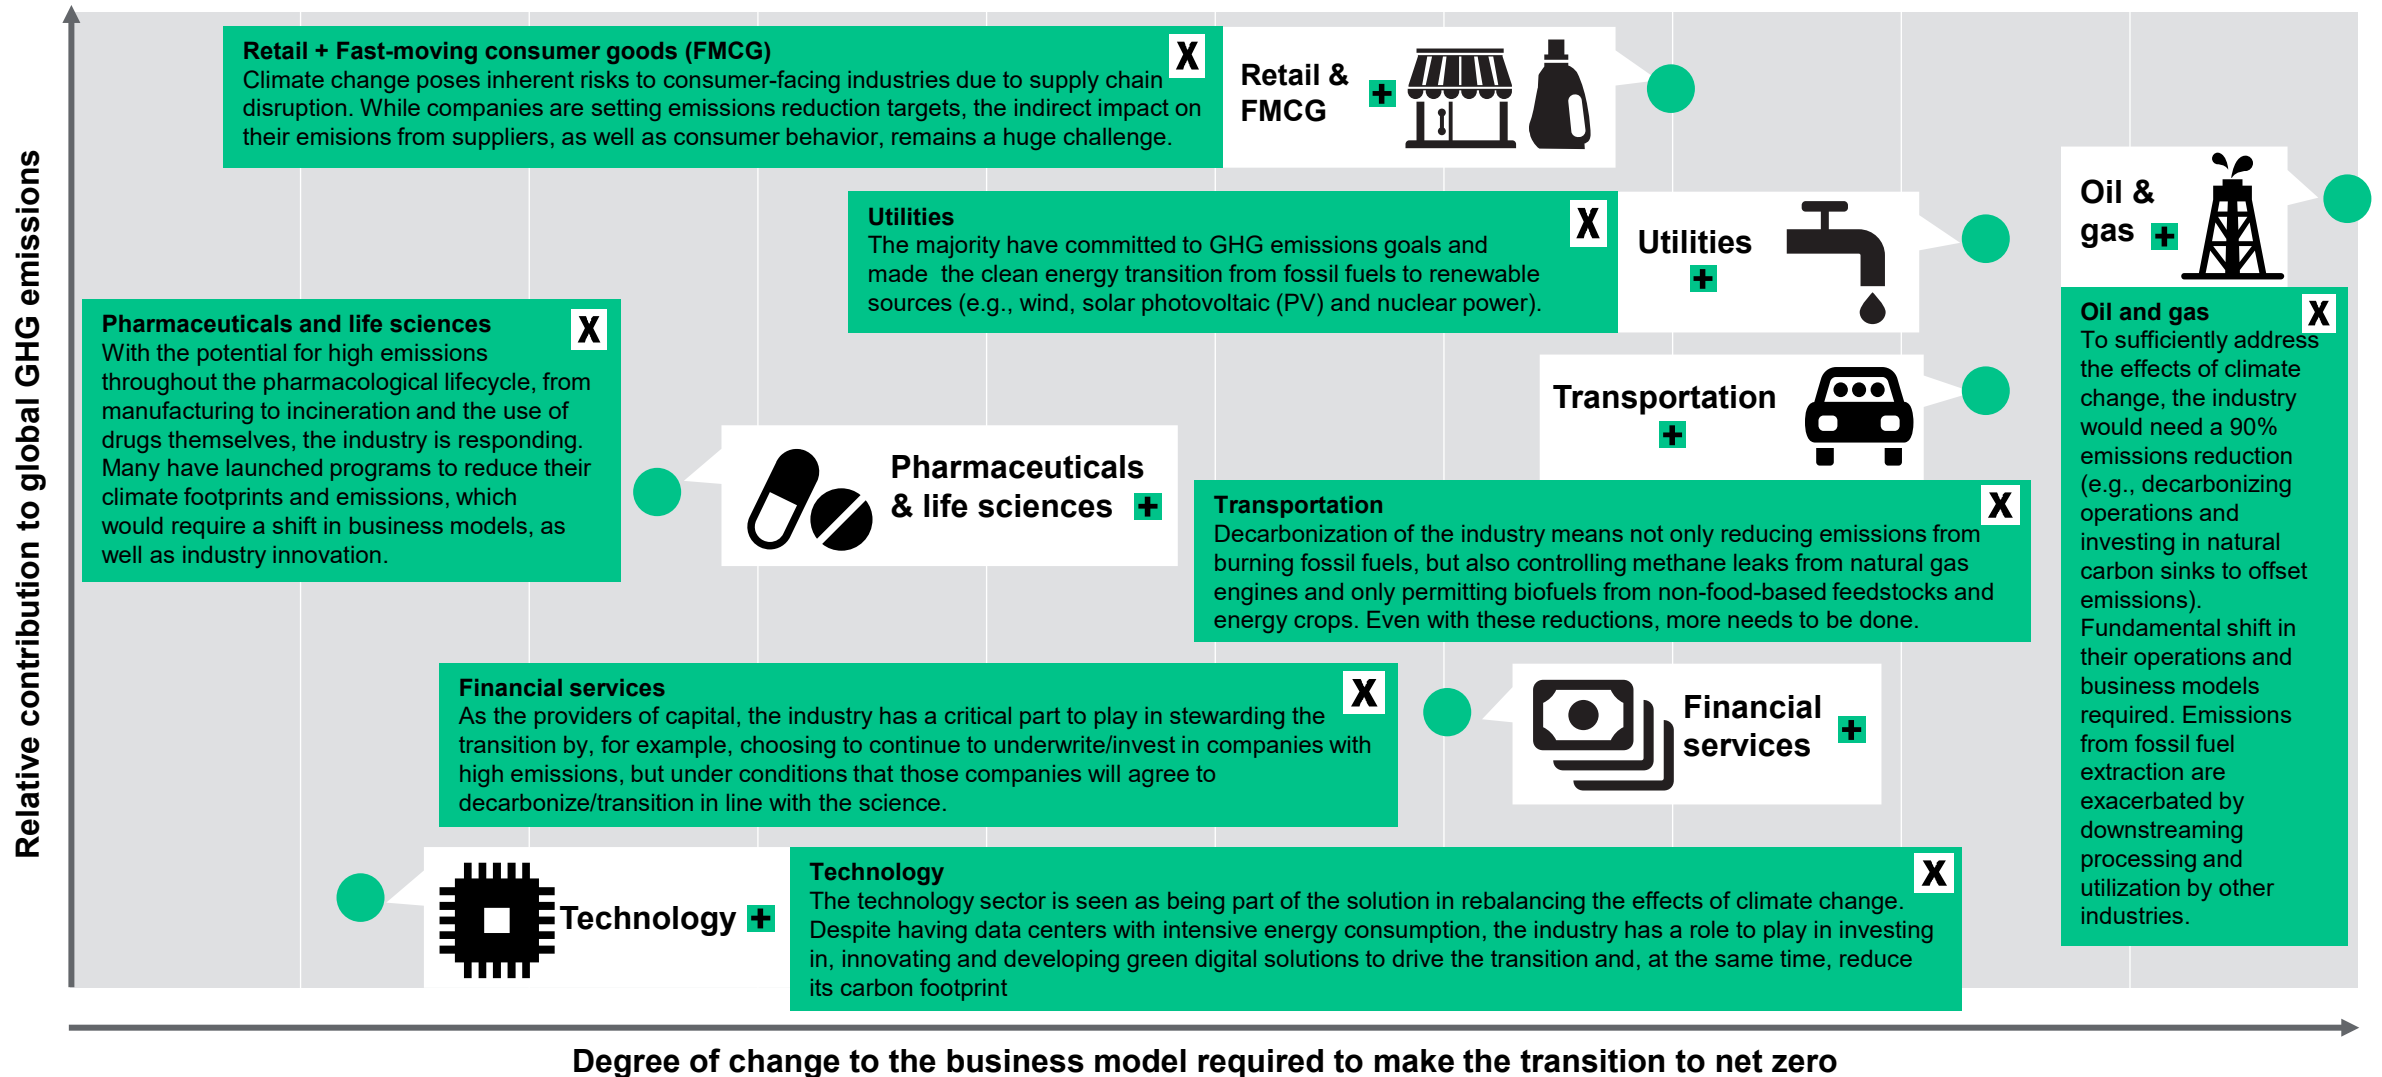 Relative contribution to global GHG emissions
Retail + Fast-moving consumer goods (FMCG)
X
Climate change poses inherent risks to consumer-facing industries due to supply chain
disruption. While companies are setting emissions reduction targets, the indirect impact on
their emisions from suppliers, as well as consumer behavior, remains a huge challenge.
Retail &
FMCG
+
Utilities
X
The majority have committed to GHG emissions goals and
made  the clean energy transition from fossil fuels to renewable
sources (e.g., wind, solar photovoltaic (PV) and nuclear power).
Utilities
+
Oil &
gas +
Oil and gas
X
To sufficiently address
the effects of climate
change, the industry
would need a 90%
emissions reduction
(e.g., decarbonizing
operations and
investing in natural
carbon sinks to offset
emissions).
Fundamental shift in
their operations and
business models
required. Emissions
from fossil fuel
extraction are
exacerbated by
downstreaming
processing and
utilization by other
industries.
Pharmaceuticals and life sciences
X
With the potential for high emissions
throughout the pharmacological lifecycle, from
manufacturing to incineration and the use of
drugs themselves, the industry is responding.
Many have launched programs to reduce their
climate footprints and emissions, which
would require a shift in business models, as
well as industry innovation.
Pharmaceuticals
& life sciences +
Transportation
+
Transportation
X
Decarbonization of the industry means not only reducing emissions from
burning fossil fuels, but also controlling methane leaks from natural gas
engines and only permitting biofuels from non-food-based feedstocks and
energy crops. Even with these reductions, more needs to be done.
Financial services
X
As the providers of capital, the industry has a critical part to play in stewarding the
transition by, for example, choosing to continue to underwrite/invest in companies with
high emissions, but under conditions that those companies will agree to
decarbonize/transition in line with the science.
Financial
services
+
Technology +
Technology
X
The technology sector is seen as being part of the solution in rebalancing the effects of climate change.
Despite having data centers with intensive energy consumption, the industry has a role to play in investing
in, innovating and developing green digital solutions to drive the transition and, at the same time, reduce
its carbon footprint
Degree of change to the business model required to make the transition to net zero